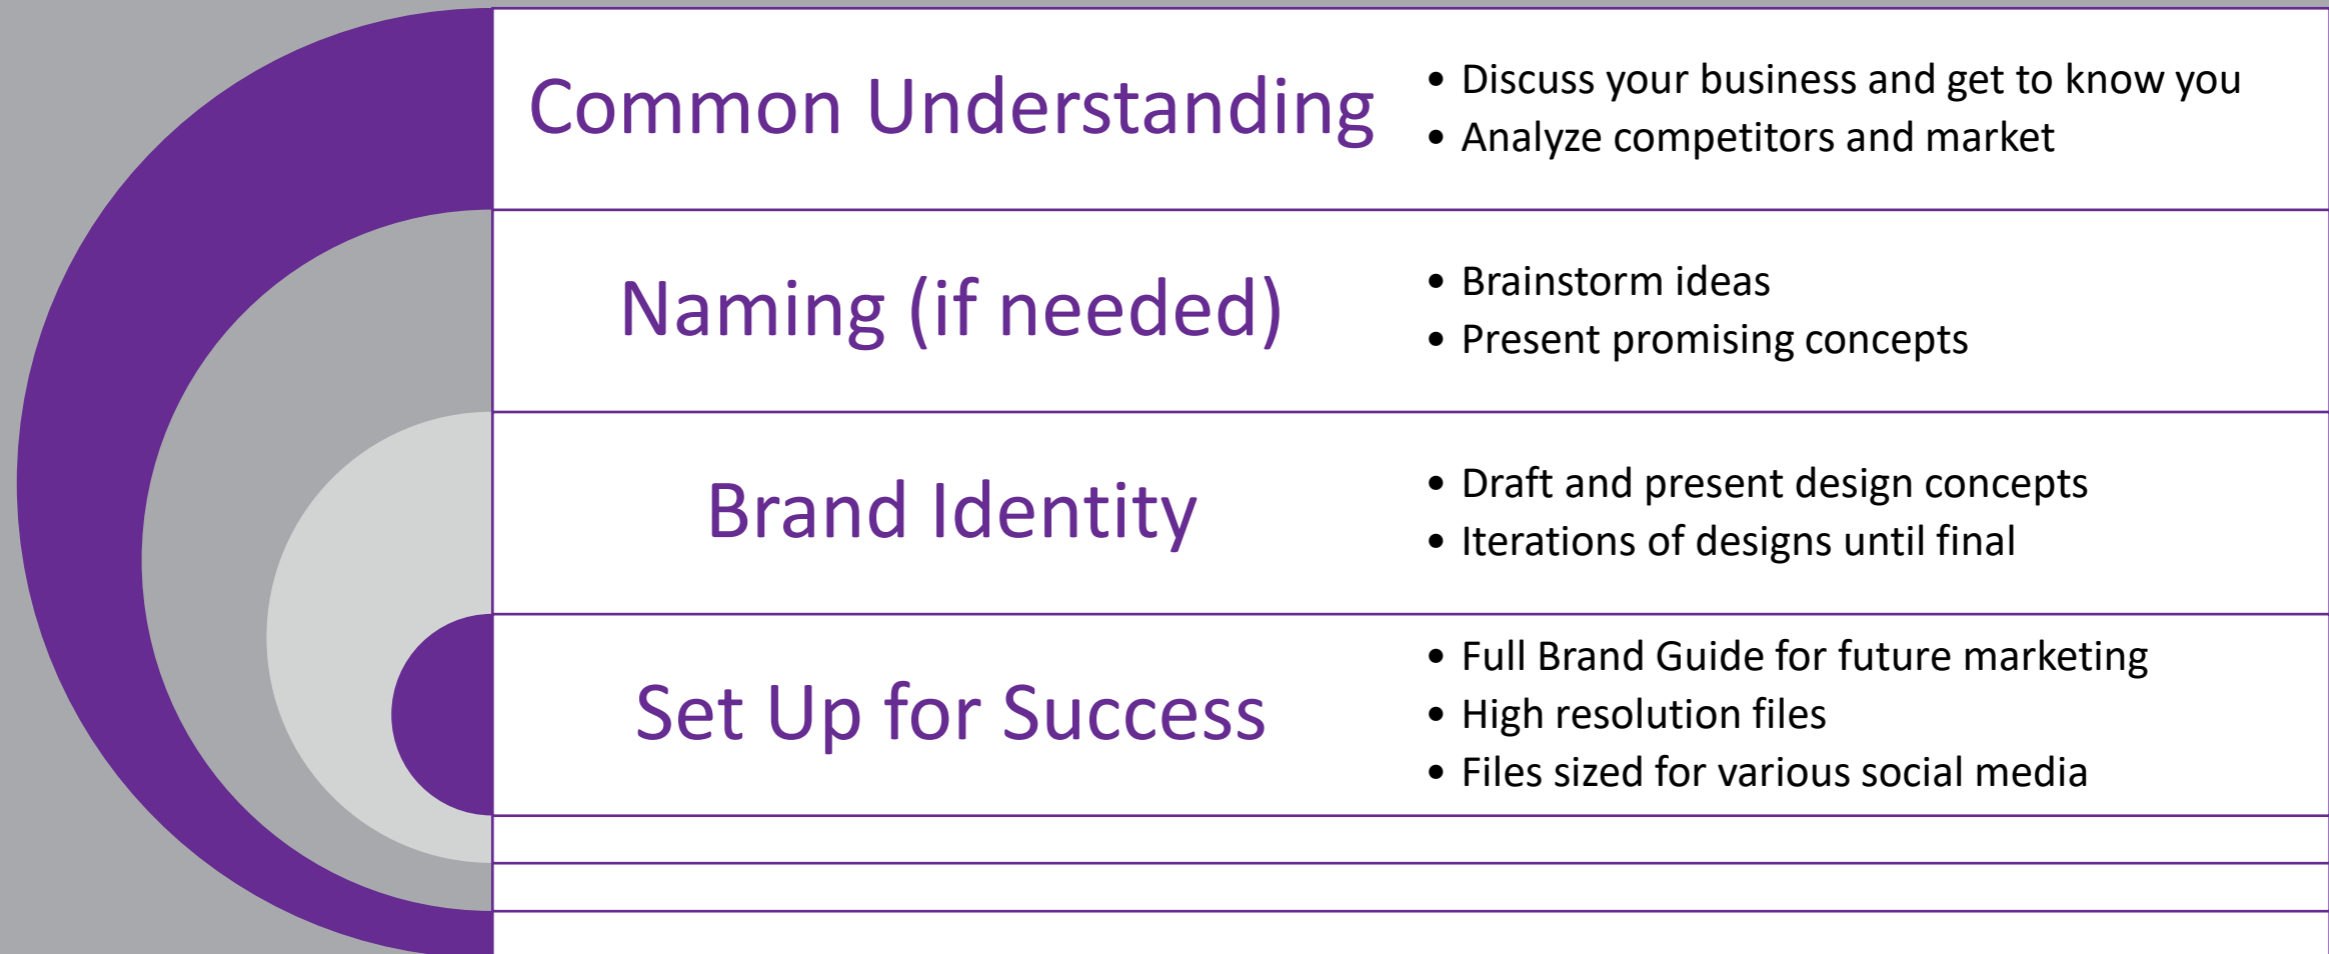 Common Understanding
• Discuss your business and get to know you
• Analyze competitors and market
Naming (if needed)
• Brainstorm ideas
• Present promising concepts
Brand Identity
• Draft and present design concepts
• Iterations of designs until final
Set Up for Success
• Full Brand Guide for future marketing
• High resolution files
• Files sized for various social media